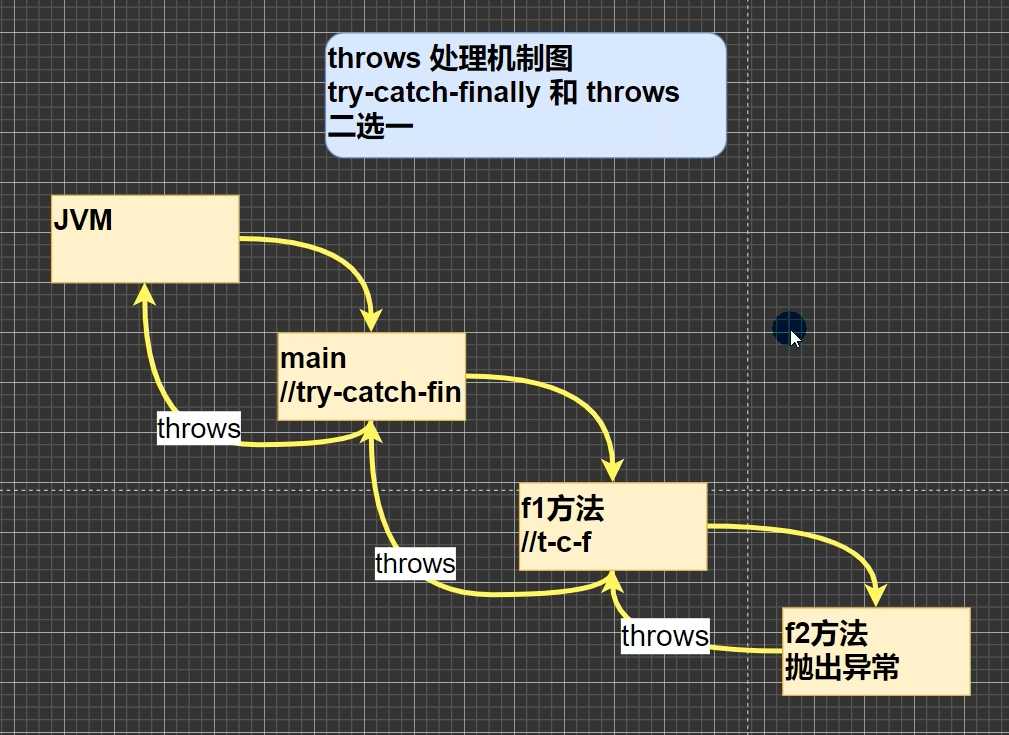 throws 处理机制图
try-catch-finally 和 throws
二选一
JVM
main
//try-catch-fin
throws
f1方法
//t-c-f
throws
f2方法
抛出异常
throws